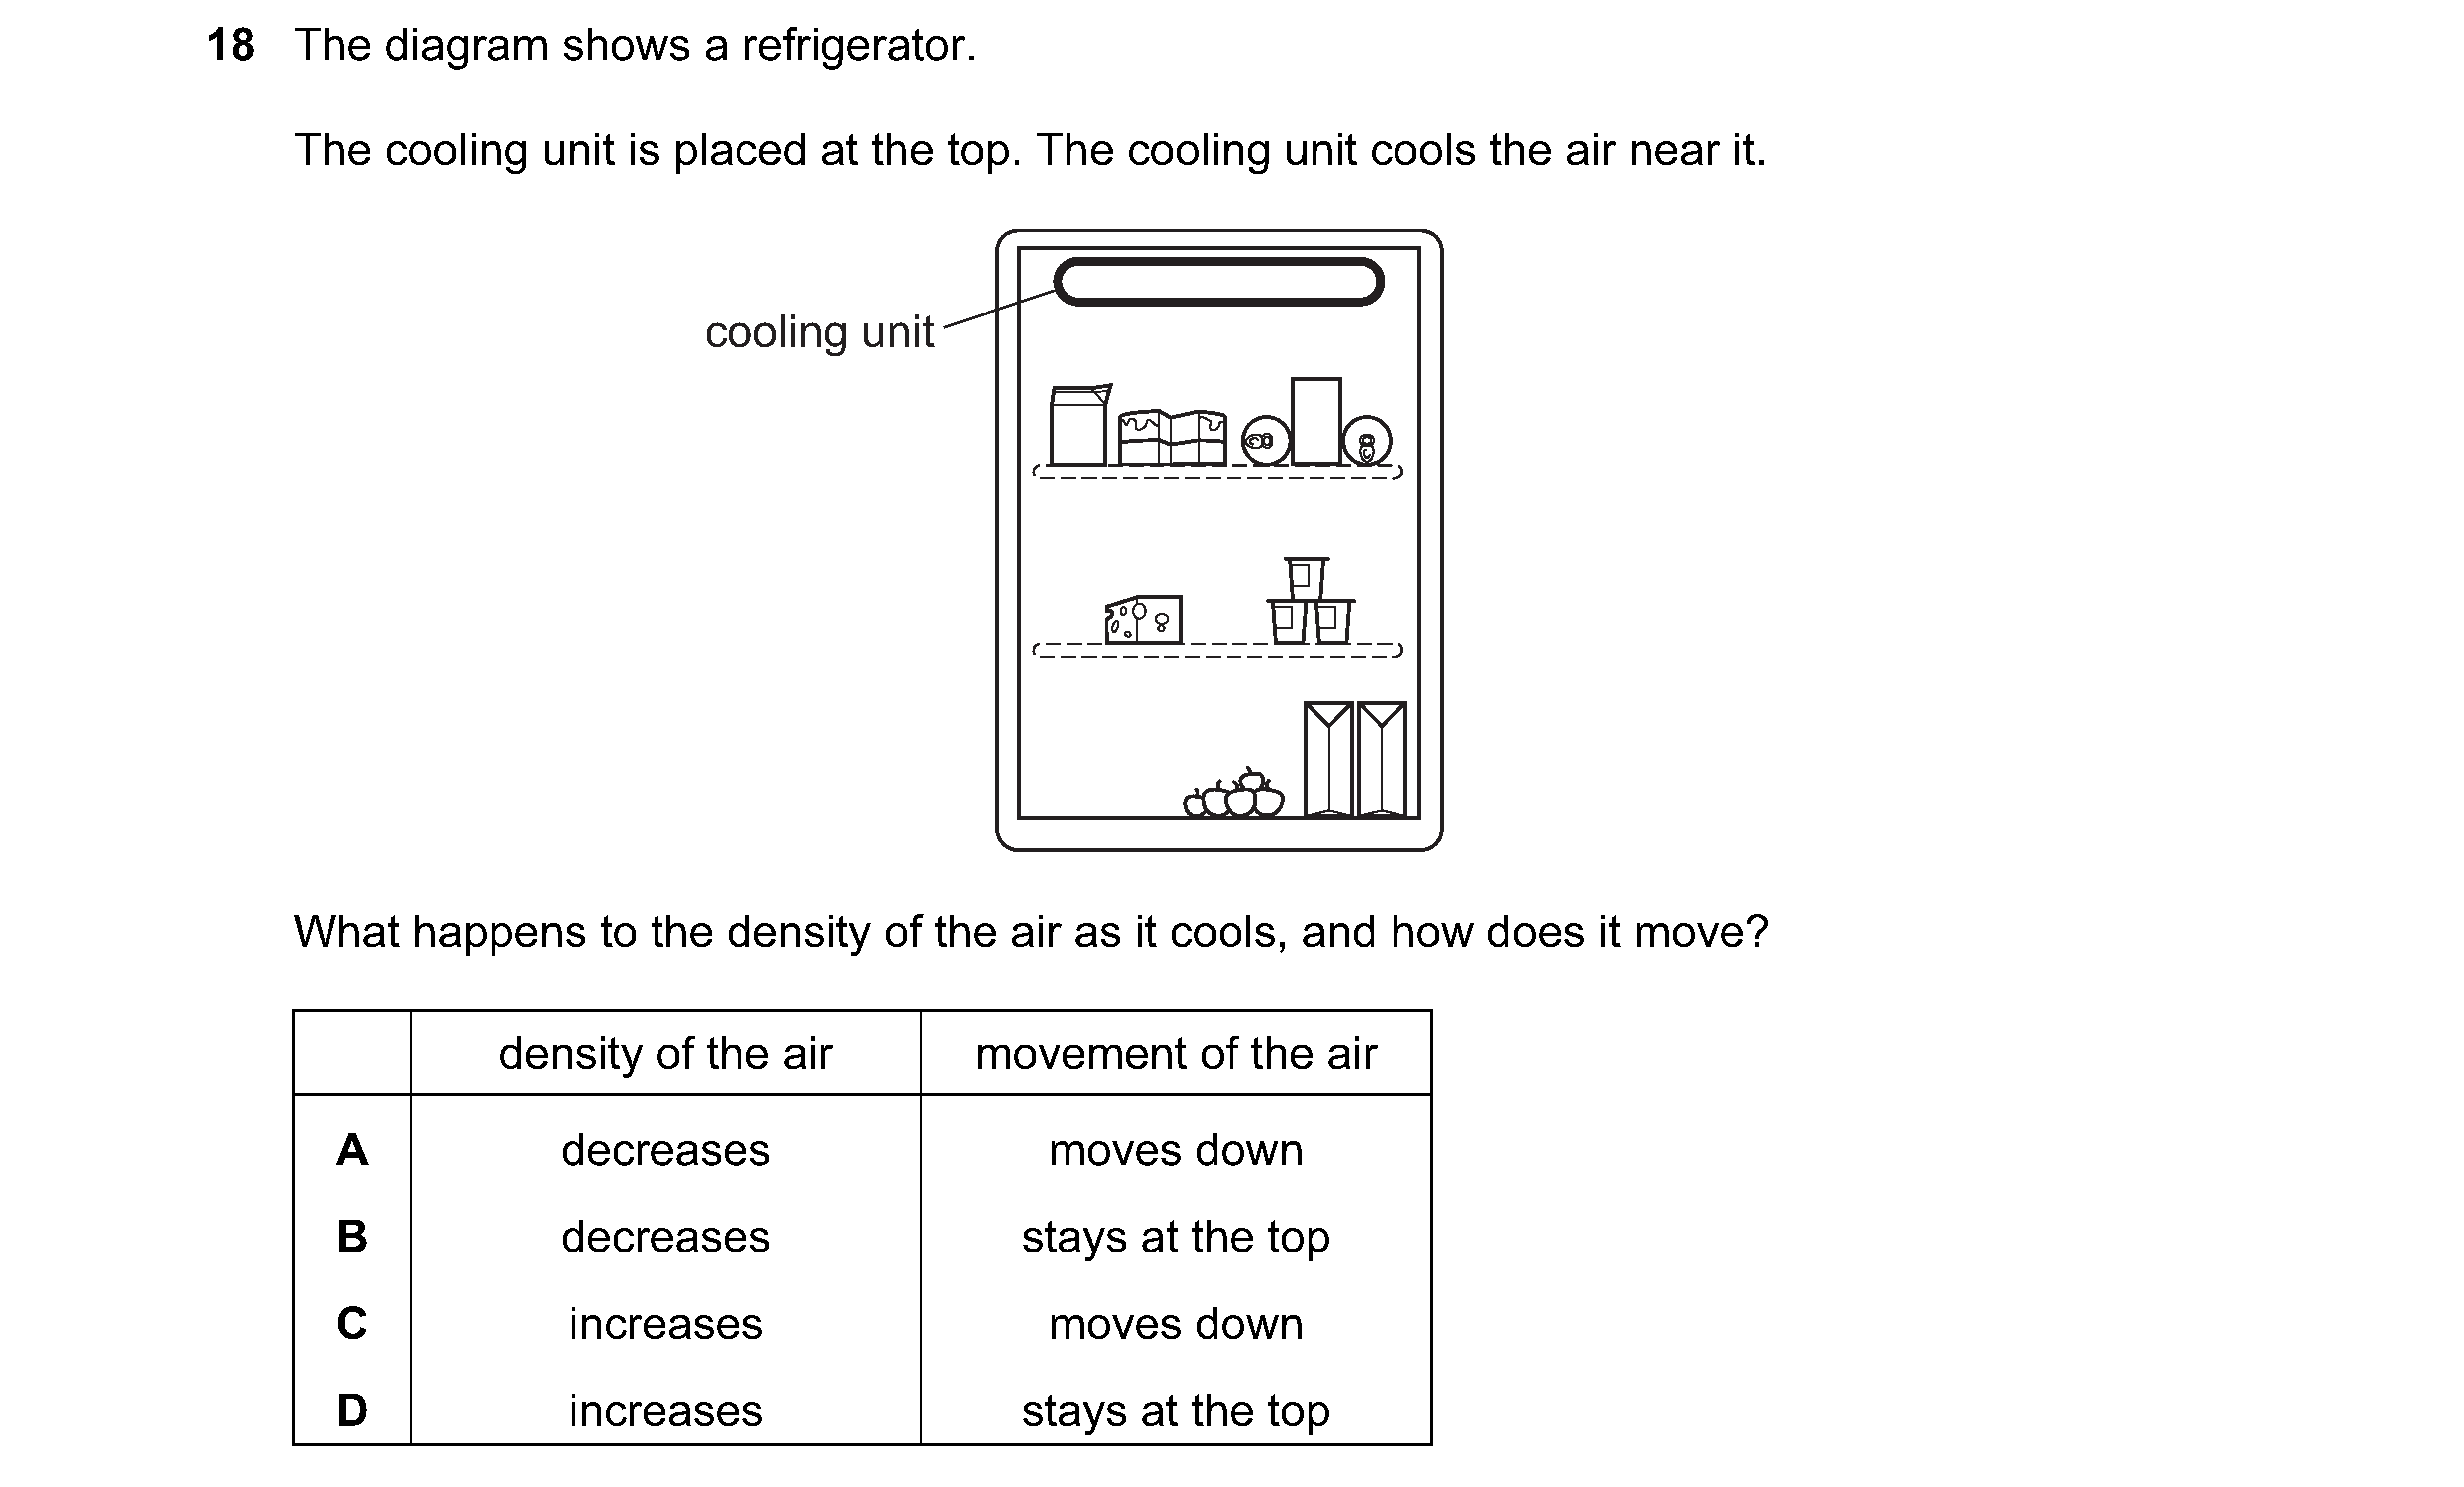 18 The diagram shows a refrigerator.
The cooling unit is placed at the top. The cooling unit cools the air near it.
cooling unit
What happens to the density of the air as it cools, and how does it move?
density of the air movement of the air
A decreases moves down
B decreases stays at the top
C increases moves down
D increases stays at the top